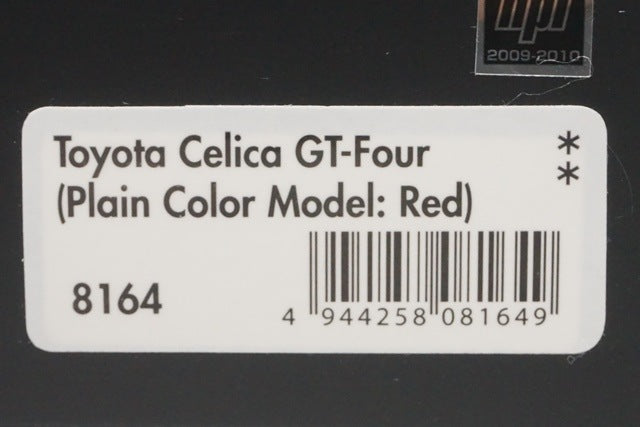 hpi
2009-2010
Toyota Celica GT-Four
(Plain Color Model: Red)
**
8164
4 944258 081649